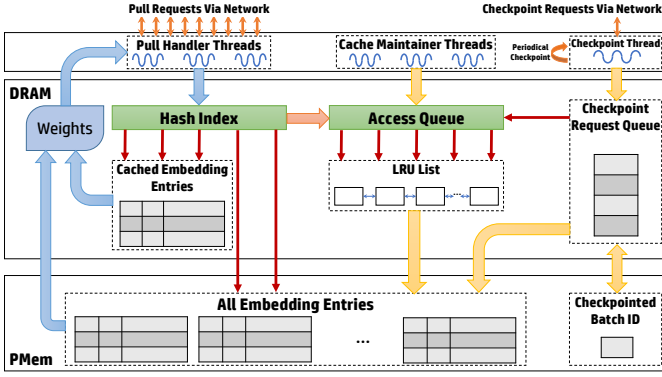 Pull Requests Via Network
Checkpoint Requests Via Network
Pull Handler Threads
Cache Maintainer Threads
Periodical
Checkpoint
Checkpoint Thread
DRAM
Weights
Hash Index
Access Queue
Checkpoint
Request Queue
Cached Embedding
Entries
LRU List
...
All Embedding Entries
...
Checkpointed
Batch ID
PMem